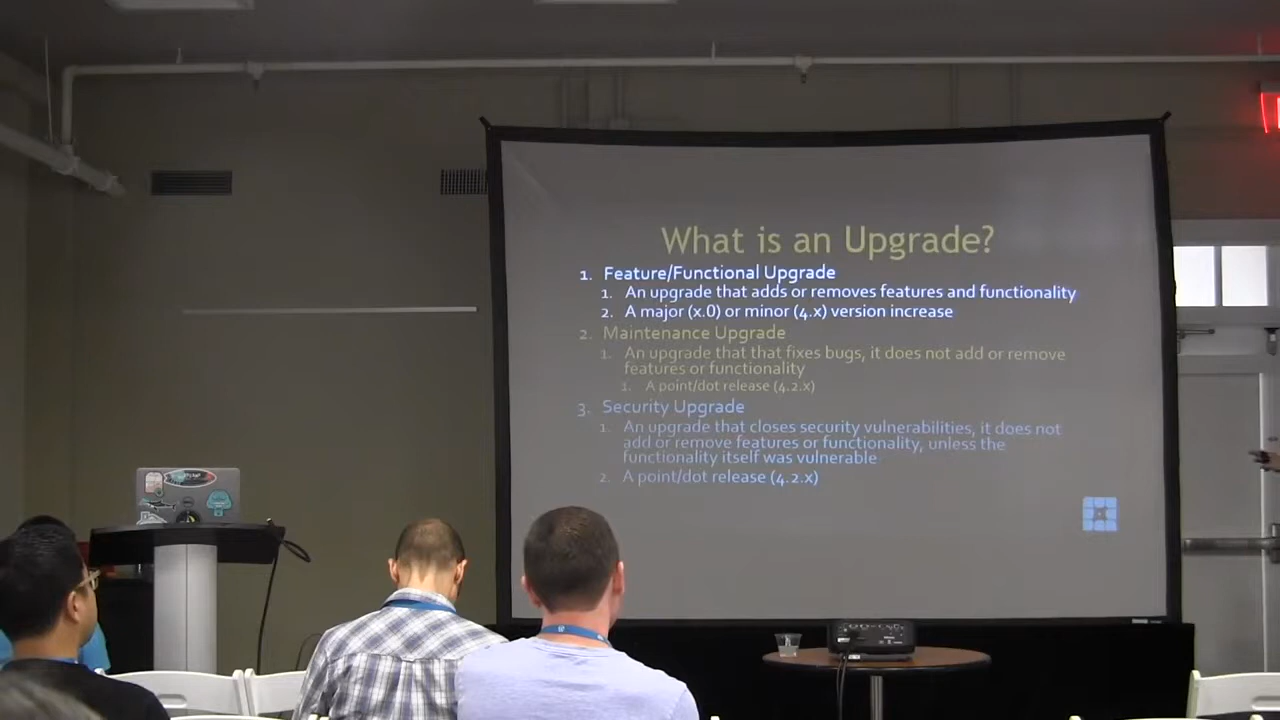 What is an Upgrade?
1. Feature/Functional Upgrade
1. An upgrade that adds or removes features and functionality
2. A major (x.0) or minor (4.x) version increase
2. Maintenance Upgrade
1. An upgrade that that fixes bugs, it does not add or remove
features or functionality
1. A point/dot release (4.2.x)
3. Security Upgrade
1. An upgrade that closes security vulnerabilities, it does not
add or remove features or functionality, unless the
functionality itself was vulnerable
2. A point/dot release (4.2.x)